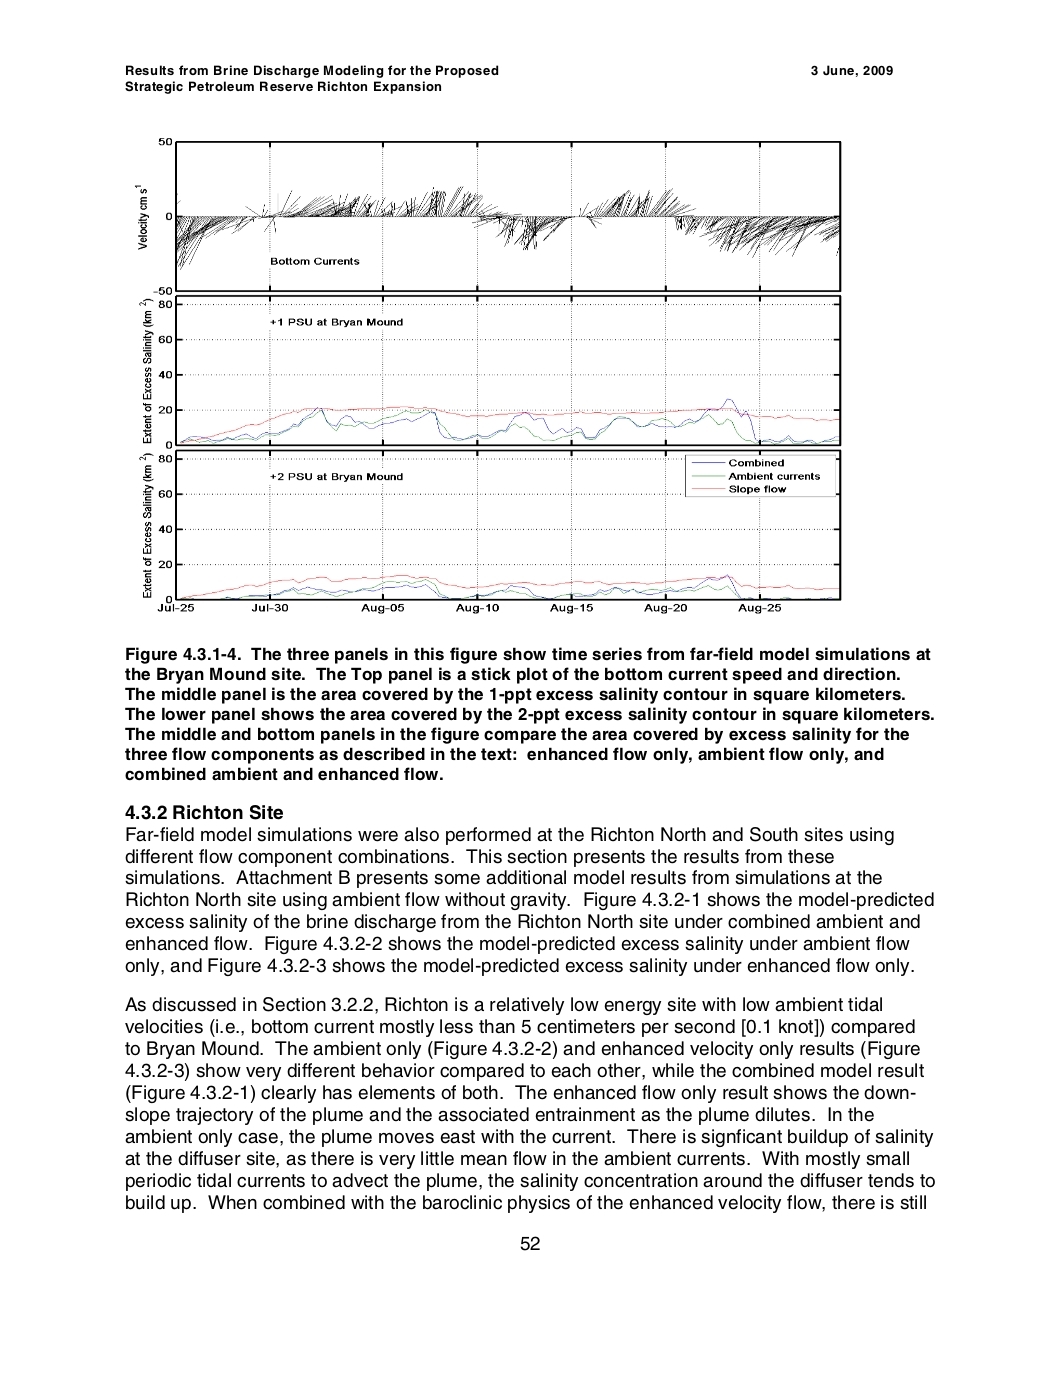 Results from Brine Discharge Modeling for the Proposed 3 June, 2009
Strategic Petroleum Reserve Richton Expansion
50
0
-50
Velocity cm s1
Bottom Currents
80
60
40
20
0
Extent of Excess Salinity (km 2)
+1 PSU at Bryan Mound
80
60
40
20
0
Extent of Excess Salinity (km 2)
+2 PSU at Bryan Mound
Combined
Ambient currents
Slope flow
Jul-25 Jul-30 Aug-05 Aug-10 Aug-15 Aug-20 Aug-25
Figure 4.3.1-4. The three panels in this figure show time series from far-field model simulations at
the Bryan Mound site. The Top panel is a stick plot of the bottom current speed and direction.
The middle panel is the area covered by the 1-ppt excess salinity contour in square kilometers.
The lower panel shows the area covered by the 2-ppt excess salinity contour in square kilometers.
The middle and bottom panels in the figure compare the area covered by excess salinity for the
three flow components as described in the text: enhanced flow only, ambient flow only, and
combined ambient and enhanced flow.
4.3.2 Richton Site
Far-field model simulations were also performed at the Richton North and South sites using
different flow component combinations. This section presents the results from these
simulations. Attachment B presents some additional model results from simulations at the
Richton North site using ambient flow without gravity. Figure 4.3.2-1 shows the model-predicted
excess salinity of the brine discharge from the Richton North site under combined ambient and
enhanced flow. Figure 4.3.2-2 shows the model-predicted excess salinity under ambient flow
only, and Figure 4.3.2-3 shows the model-predicted excess salinity under enhanced flow only.
As discussed in Section 3.2.2, Richton is a relatively low energy site with low ambient tidal
velocities (i.e., bottom current mostly less than 5 centimeters per second [0.1 knot]) compared
to Bryan Mound. The ambient only (Figure 4.3.2-2) and enhanced velocity only results (Figure
4.3.2-3) show very different behavior compared to each other, while the combined model result
(Figure 4.3.2-1) clearly has elements of both. The enhanced flow only result shows the down-
slope trajectory of the plume and the associated entrainment as the plume dilutes. In the
ambient only case, the plume moves east with the current. There is signficant buildup of salinity
at the diffuser site, as there is very little mean flow in the ambient currents. With mostly small
periodic tidal currents to advect the plume, the salinity concentration around the diffuser tends to
build up. When combined with the baroclinic physics of the enhanced velocity flow, there is still
52